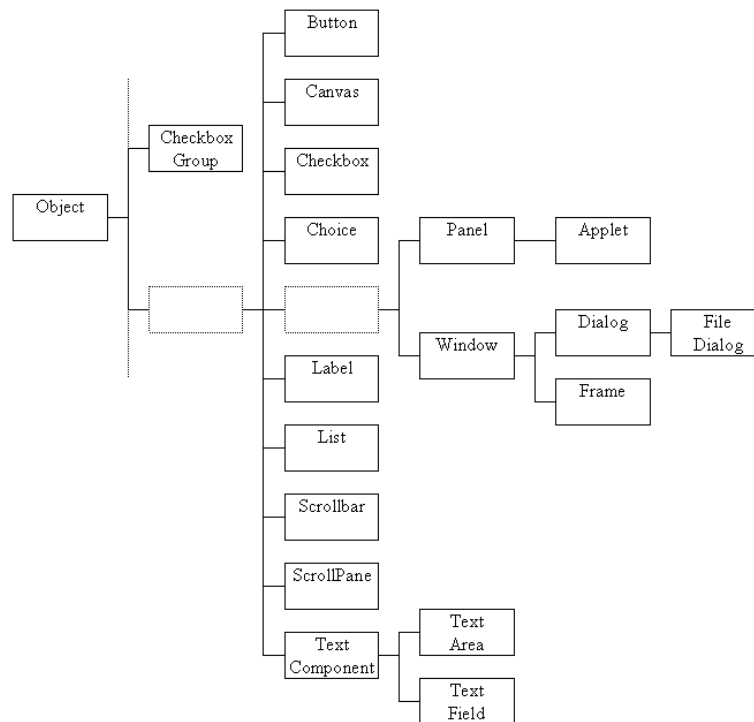 Button
Canvas
Checkbox
Group
Checkbox
Object
Choice
Panel
Applet
Dialog
File
Dialog
Window
Label
Frame
List
Scrollbar
ScrollPane
Text
Component
Text
Area
Text
Field